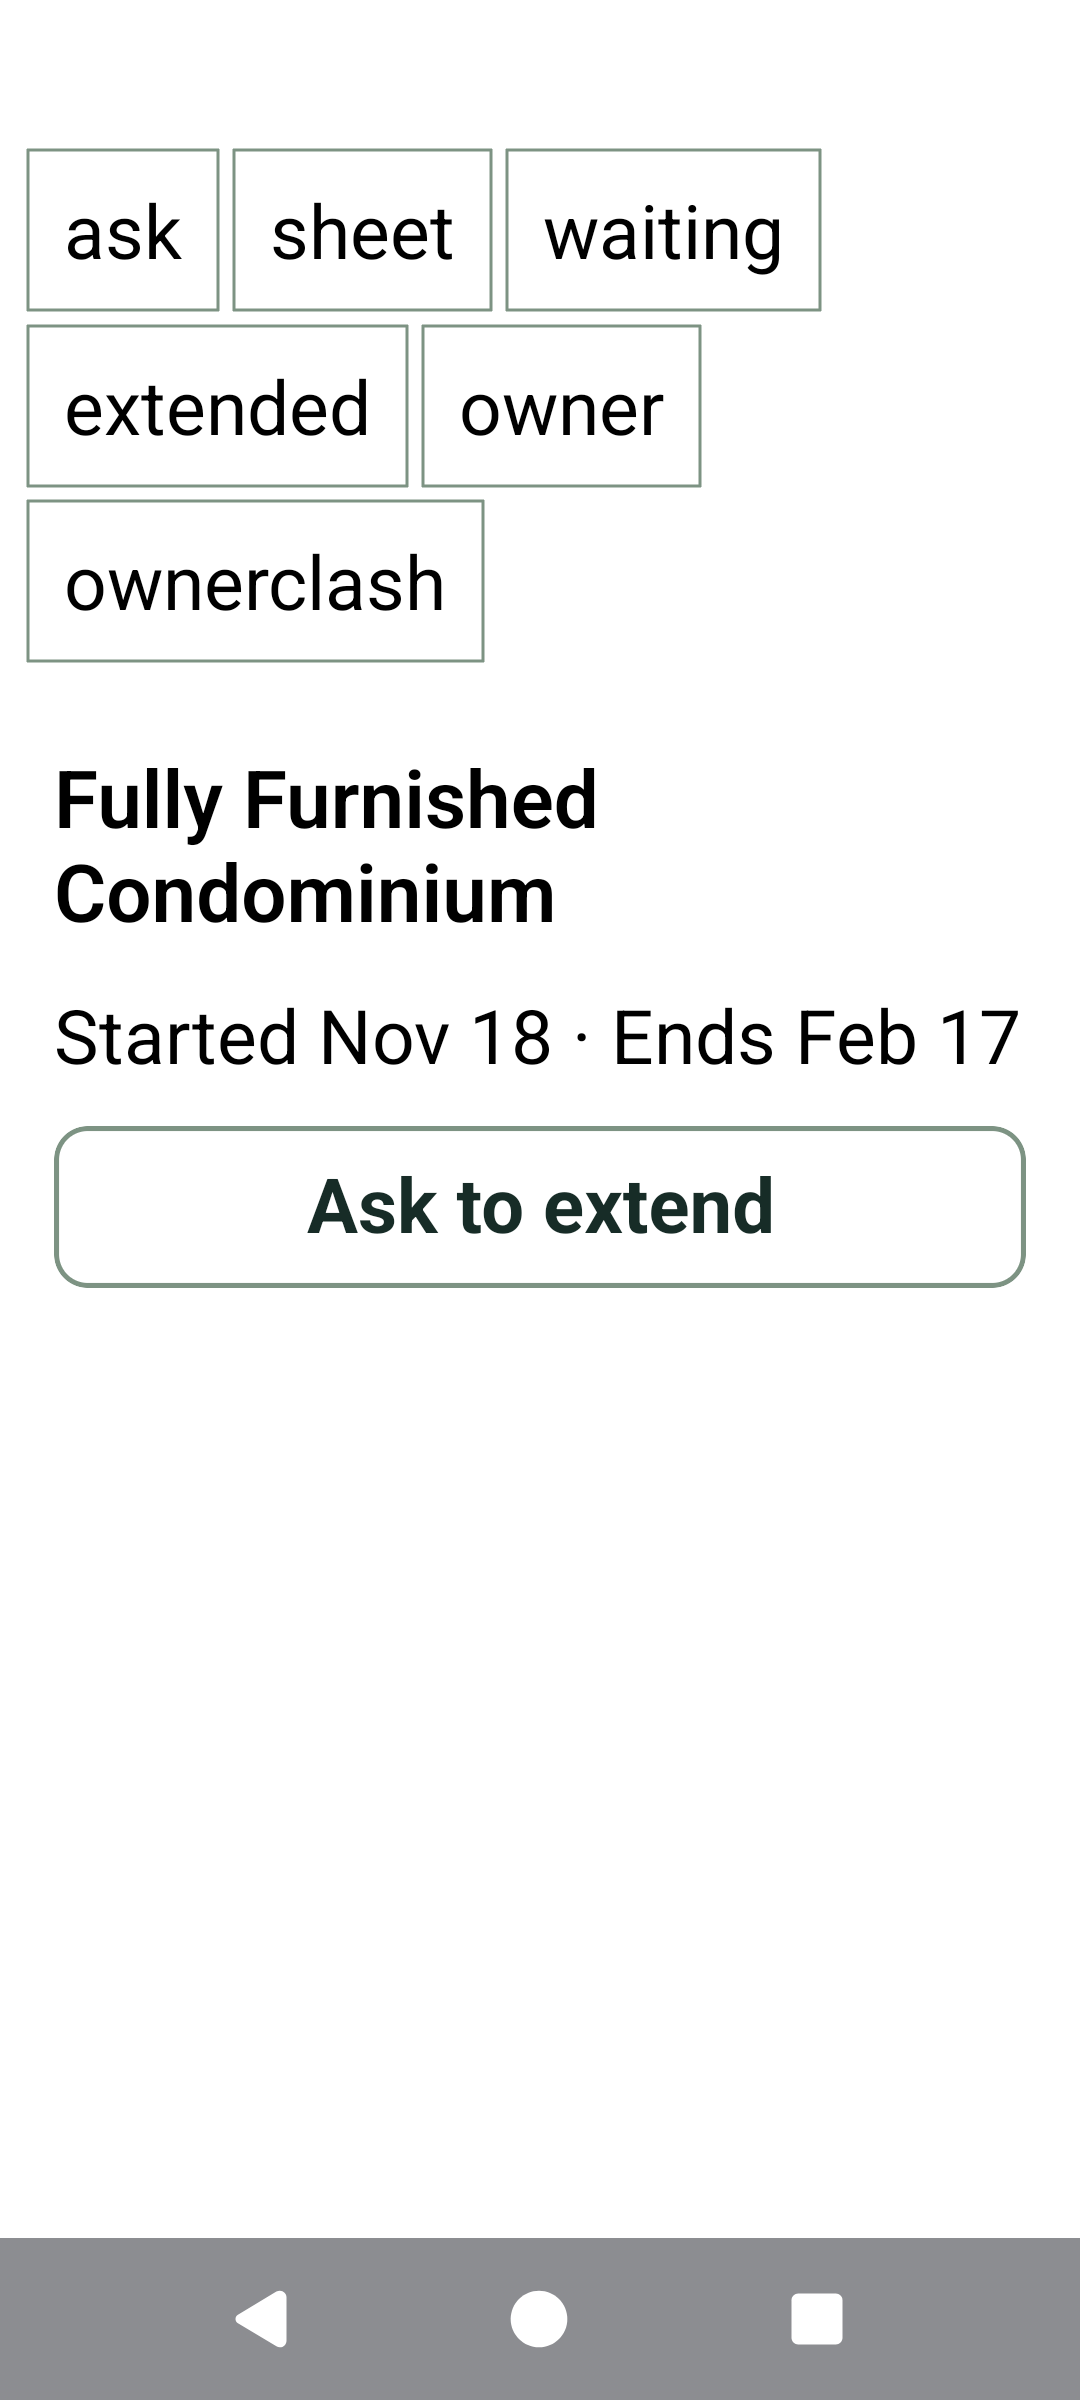 ask sheet waiting
extended owner
ownerclash
Fully Furnished
Condominium
Started Nov 18 · Ends Feb 17
Ask to extend